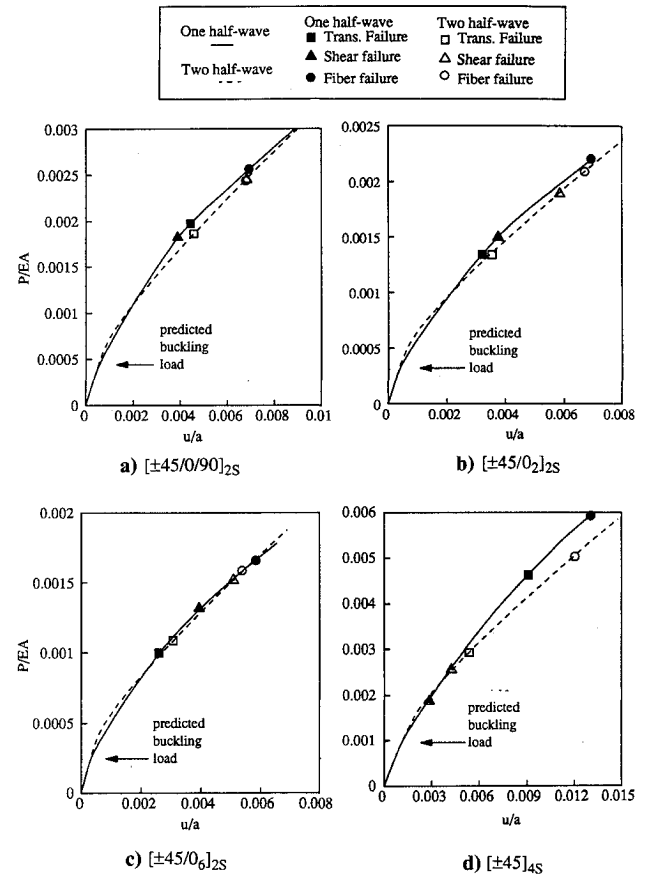 One half-wave
Two half-wave
One half-wave
Trans. Failure
Shear failure
Fiber failure
Two half-wave
Trans. Failure
Shear failure
Fiber failure
0.003
0.0025
0.002
0.0015
0.001
0.0005
0
P/EA
predicted
buckling
load
0 0.002 0.004 0.006 0.008 0.01
u/a
a) [±45/0/90]2S
0.0025
0.002
0.0015
0.001
0.0005
0
predicted
buckling
load
0 0.002 0.004 0.006 0.008
u/a
b) [±45/02]2S
0.002
0.0015
0.001
0.0005
0
P/EA
predicted
buckling
load
0 0.002 0.004 0.006 0.008
u/a
c) [±45/06]2S
0.006
0.005
0.004
0.003
0.002
0.001
0
predicted
buckling
load
0 0.003 0.006 0.009 0.012 0.015
u/a
d) [±45]4S